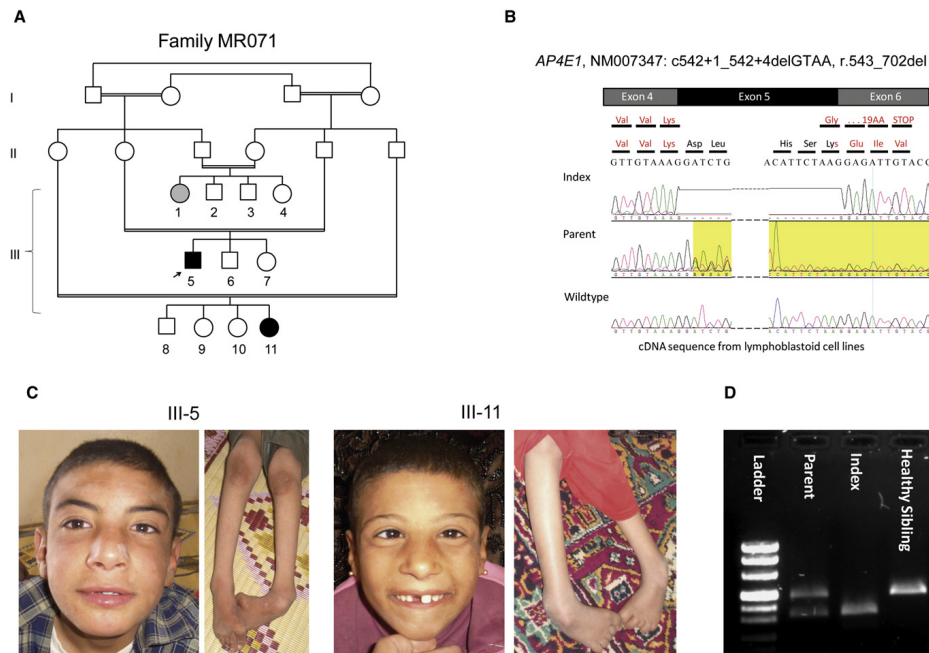 A
Family MR071
I
II
III
1 2 3 4
5 6 7
8 9 10 11
B
AP4E1, NM007347: c542+1_542+4delGTAA, r.543_702del
Exon 4 Exon 5 Exon 6
Val Val Lys Gly ...19AA STOP
Val Val Lys Asp Leu His Ser Lys Glu Ile Val
GTTGTAAAGGATCTG ACATTCTAAGGAGATTGTACC
Index
Parent
Wildtype
cDNA sequence from lymphoblastoid cell lines
C
III-5 III-11
D
Ladder
Parent
Index
Healthy Sibling